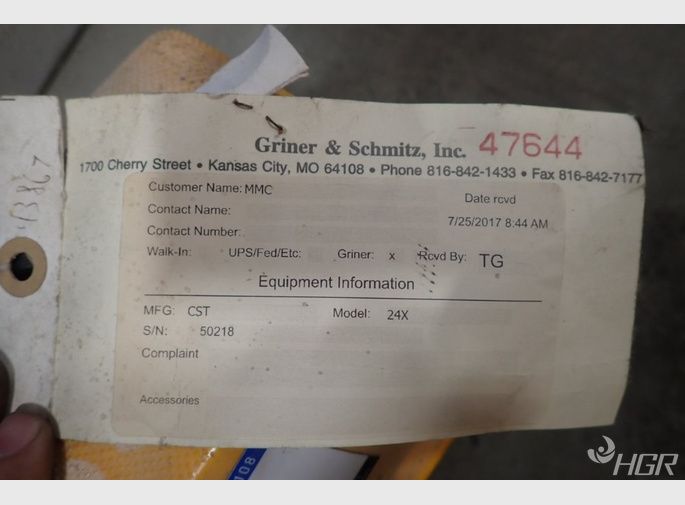 Griner & Schmitz, Inc. 47644
1700 Cherry Street • Kansas City, MO 64108 • Phone 816-842-1433 • Fax 816-842-7177
Customer Name: MMC
Date rcvd
Contact Name:
7/25/2017 8:44 AM
Contact Number:
Walk-In: UPS/Fed/Etc: Griner: x Rcvd By: TG
Equipment Information
MFG: CST Model: 24X
S/N: 50218
Complaint
Accessories
108
HGR